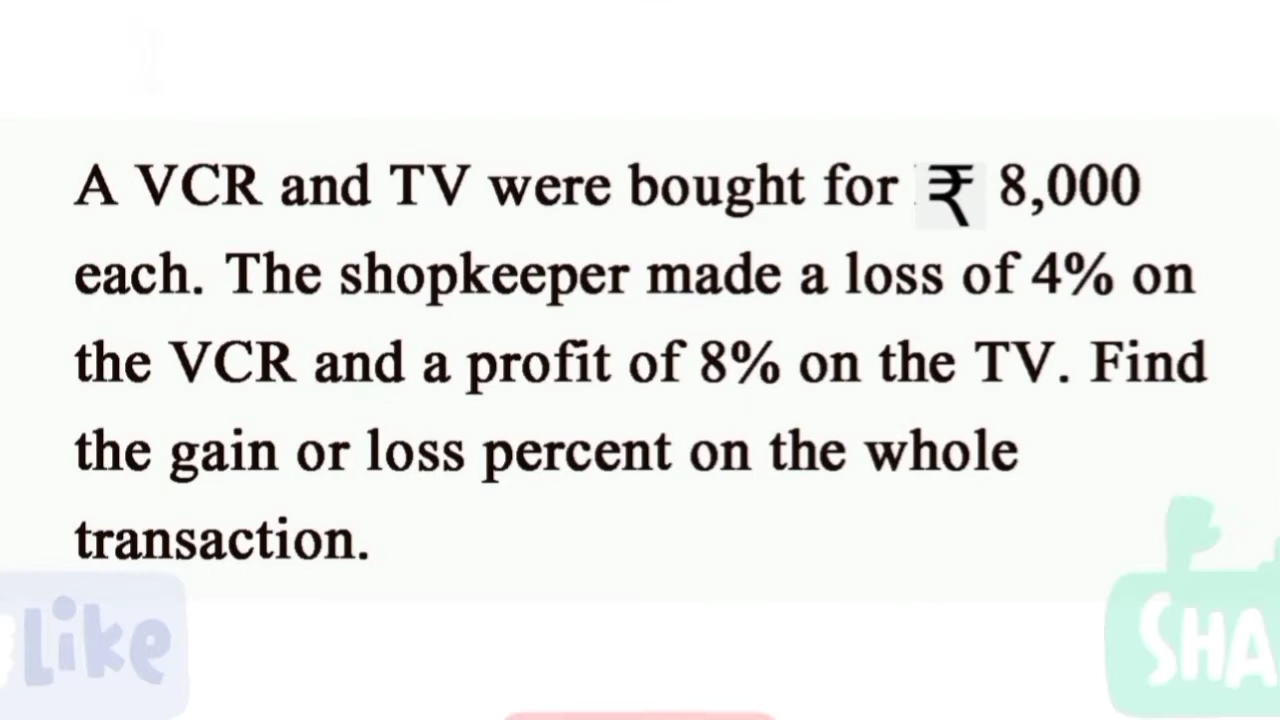 A VCR and TV were bought for ₹ 8,000
each. The shopkeeper made a loss of 4% on
the VCR and a profit of 8% on the TV. Find
the gain or loss percent on the whole
transaction.
Like
SHA